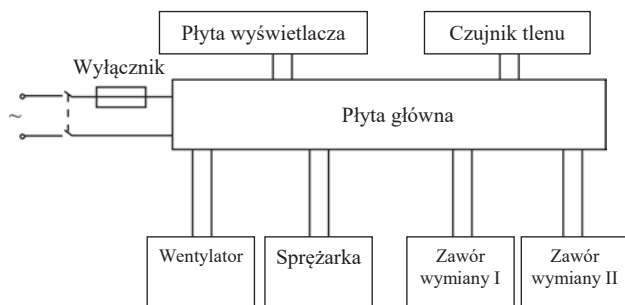 Płyta wyświetlacza
Czujnik tlenu
Wyłącznik
~
Płyta główna
Wentylator
Sprężarka
Zawór
wymiany I
Zawór
wymiany II